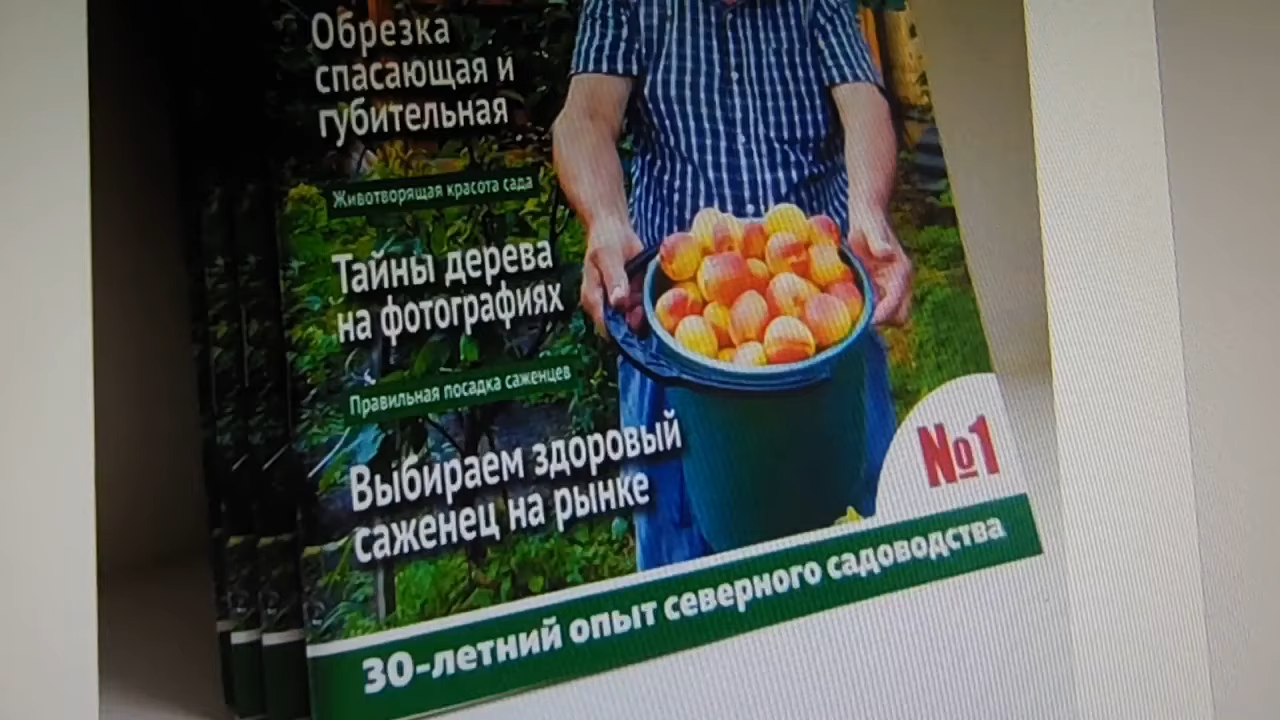 Обрезка
спасающая и
губительная
Животворящая красота сада
Тайны дерева
на фотографиях
Правильная посадка саженцев
Выбираем здоровый
саженец на рынке
№1
30-летний опыт северного садоводства